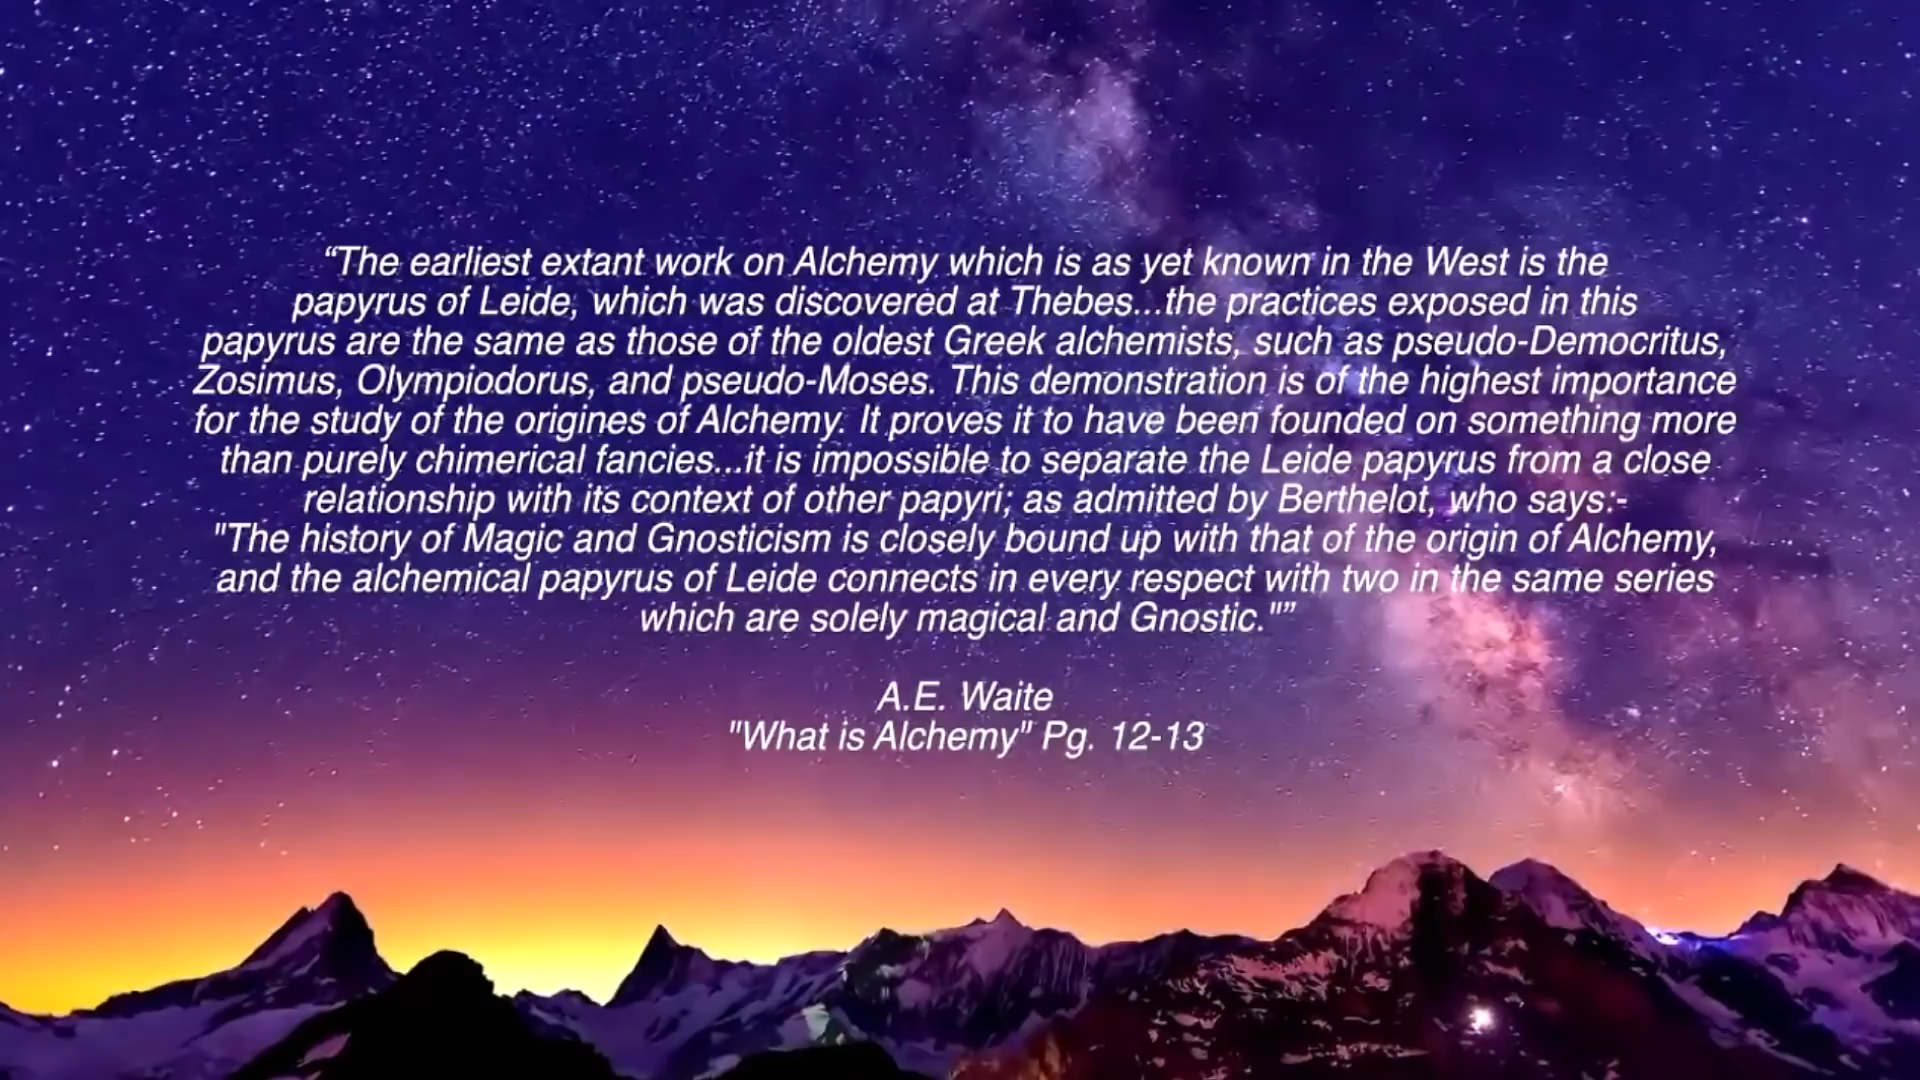 “The earliest extant work on Alchemy which is as yet known in the West is the
papyrus of Leide, which was discovered at Thebes...the practices exposed in this
papyrus are the same as those of the oldest Greek alchemists, such as pseudo-Democritus,
Zosimus, Olympiodorus, and pseudo-Moses. This demonstration is of the highest importance
for the study of the origines of Alchemy. It proves it to have been founded on something more
than purely chimerical fancies...it is impossible to separate the Leide papyrus from a close
relationship with its context of other papyri; as admitted by Berthelot, who says:-
"The history of Magic and Gnosticism is closely bound up with that of the origin of Alchemy,
and the alchemical papyrus of Leide connects in every respect with two in the same series
which are solely magical and Gnostic."”
A.E. Waite
"What is Alchemy" Pg. 12-13